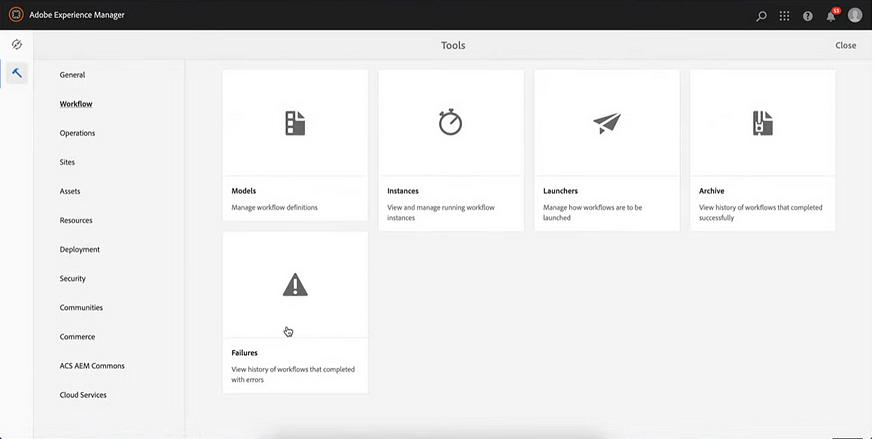 Adobe Experience Manager
53
Tools
Close
General
Workflow
Operations
Sites
Assets
Resources
Deployment
Security
Communities
Commerce
ACS AEM Commons
Cloud Services
Models
Manage workflow definitions
Instances
View and manage running workflow
instances
Launchers
Manage how workflows are to be
launched
Archive
View history of workflows that completed
successfully
Failures
View history of workflows that completed
with errors